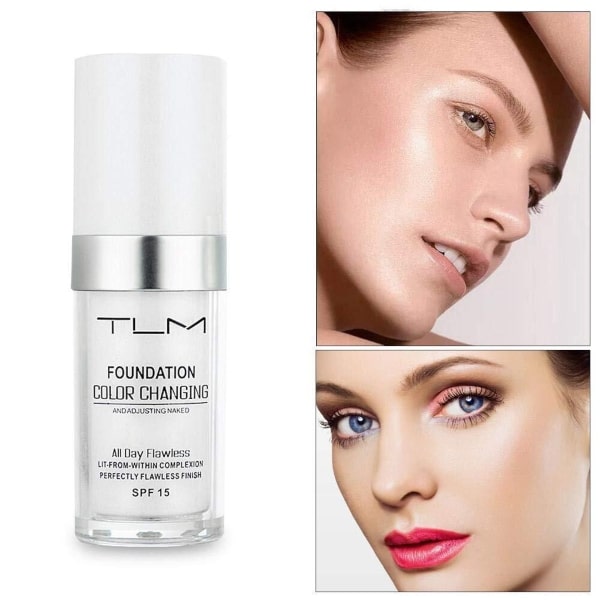 TLM
FOUNDATION
COLOR CHANGING
AND ADJUSTING NAKED
All Day Flawless
LIT-FROM-WITHIN COMPLEXION
PERFECTLY FLAWLESS FINISH
SPF 15